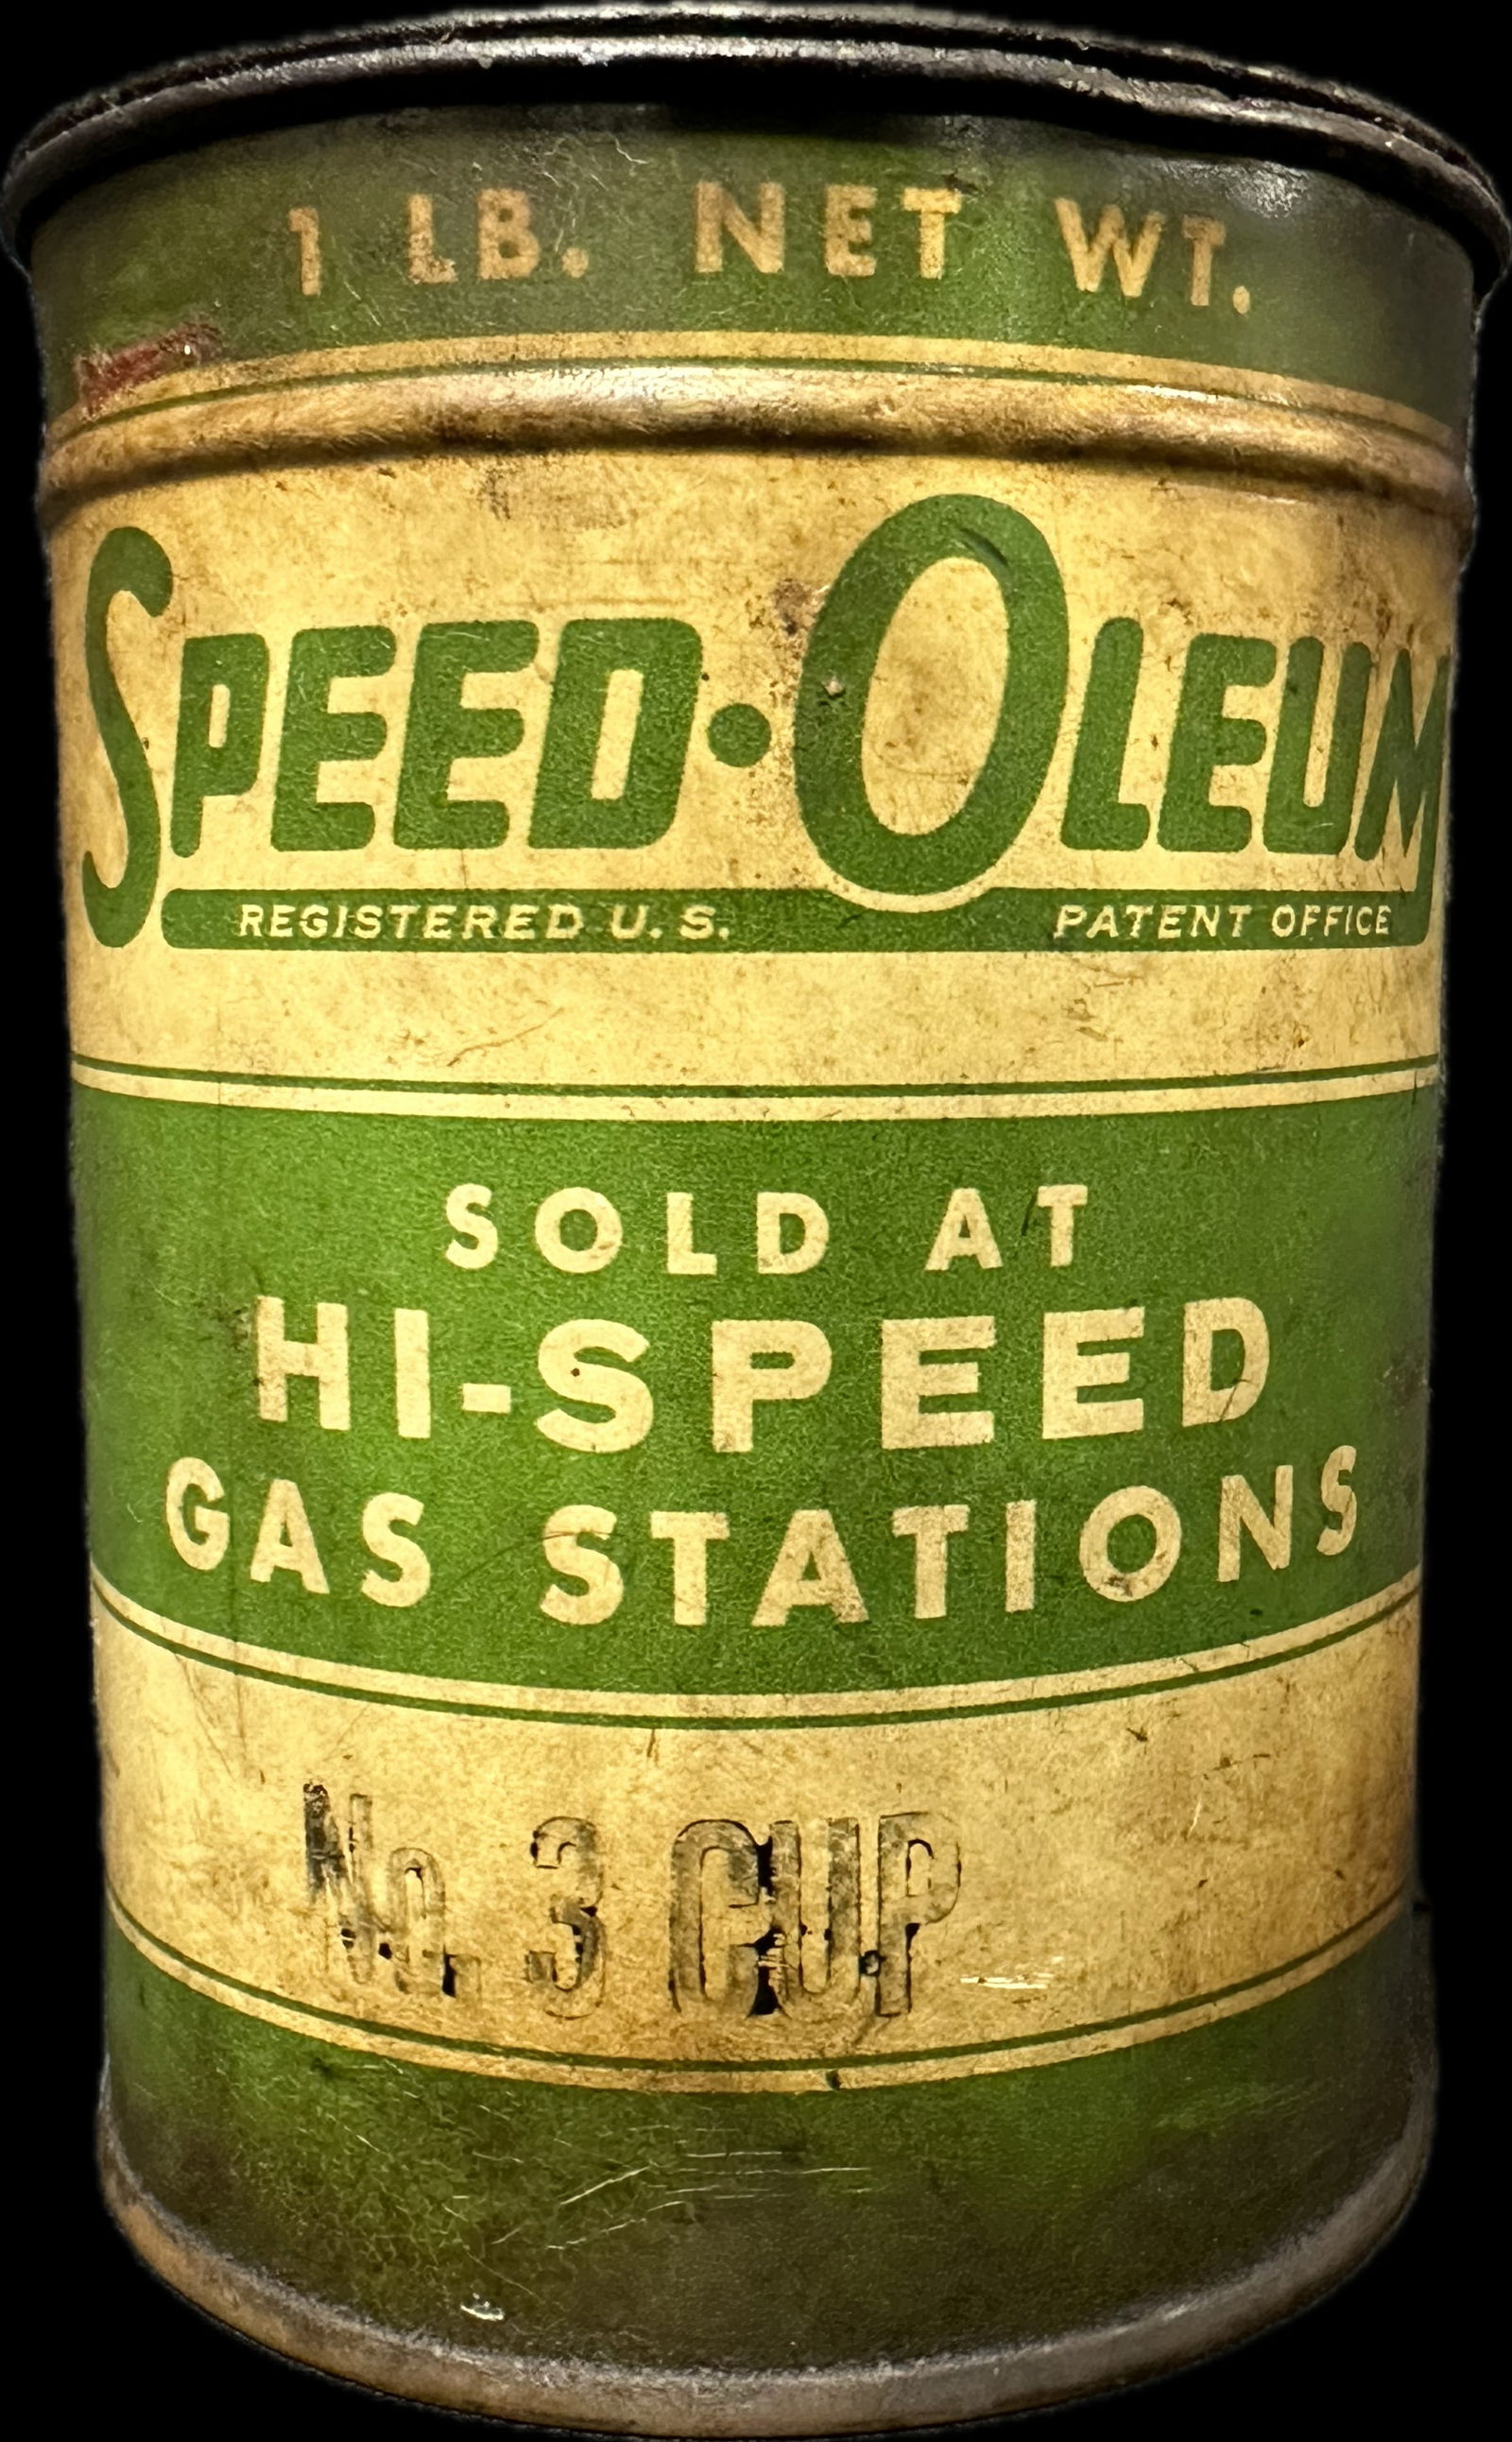 1 LB. NET WT.
SPEED•OLEUM
REGISTERED U.S. PATENT OFFICE
SOLD AT
HI-SPEED
GAS STATIONS
No. 3 CUP